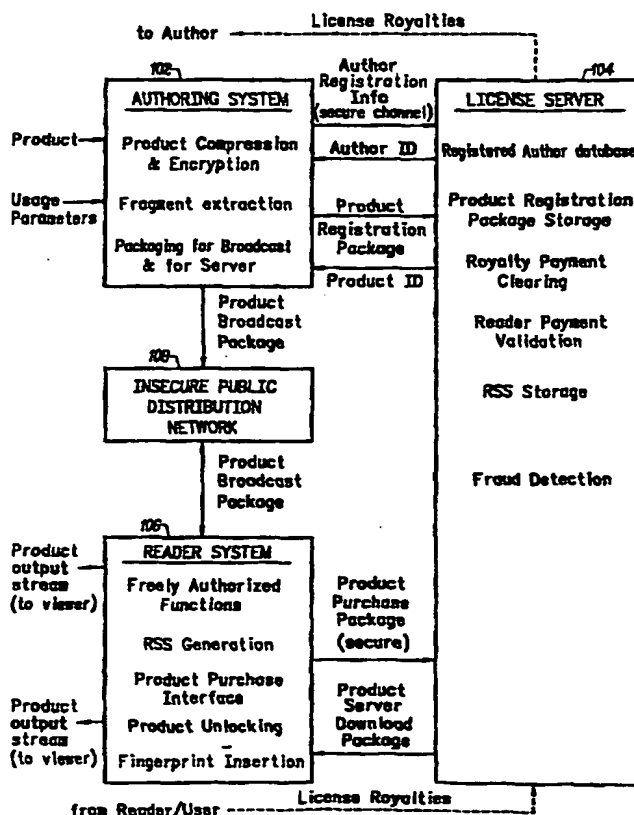 License Royalties
to Author
102
AUTHORING SYSTEM
Product Compression
& Encryption
Fragment extraction
Packaging for Broadcast
& for Server
Product
Usage
Parameters
Author
Registration
Info
(secure channel)
Author ID
Product
Registration
Package
Product ID
104
LICENSE SERVER
Registered Author database
Product Registration
Package Storage
Royalty Payment
Clearing
Reader Payment
Validation
RSS Storage
Fraud Detection
Product
Broadcast
Package
108
INSECURE PUBLIC
DISTRIBUTION
NETWORK
Product
Broadcast
Package
106
READER SYSTEM
Freely Authorized
Functions
RSS Generation
Product Purchase
Interface
Product Unlocking
Fingerprint Insertion
Product
output
stream
(to viewer)
Product
output
stream
(to viewer)
Product
Purchase
Package
(secure)
Product
Server
Download
Package
License Royalties
from Reader/User